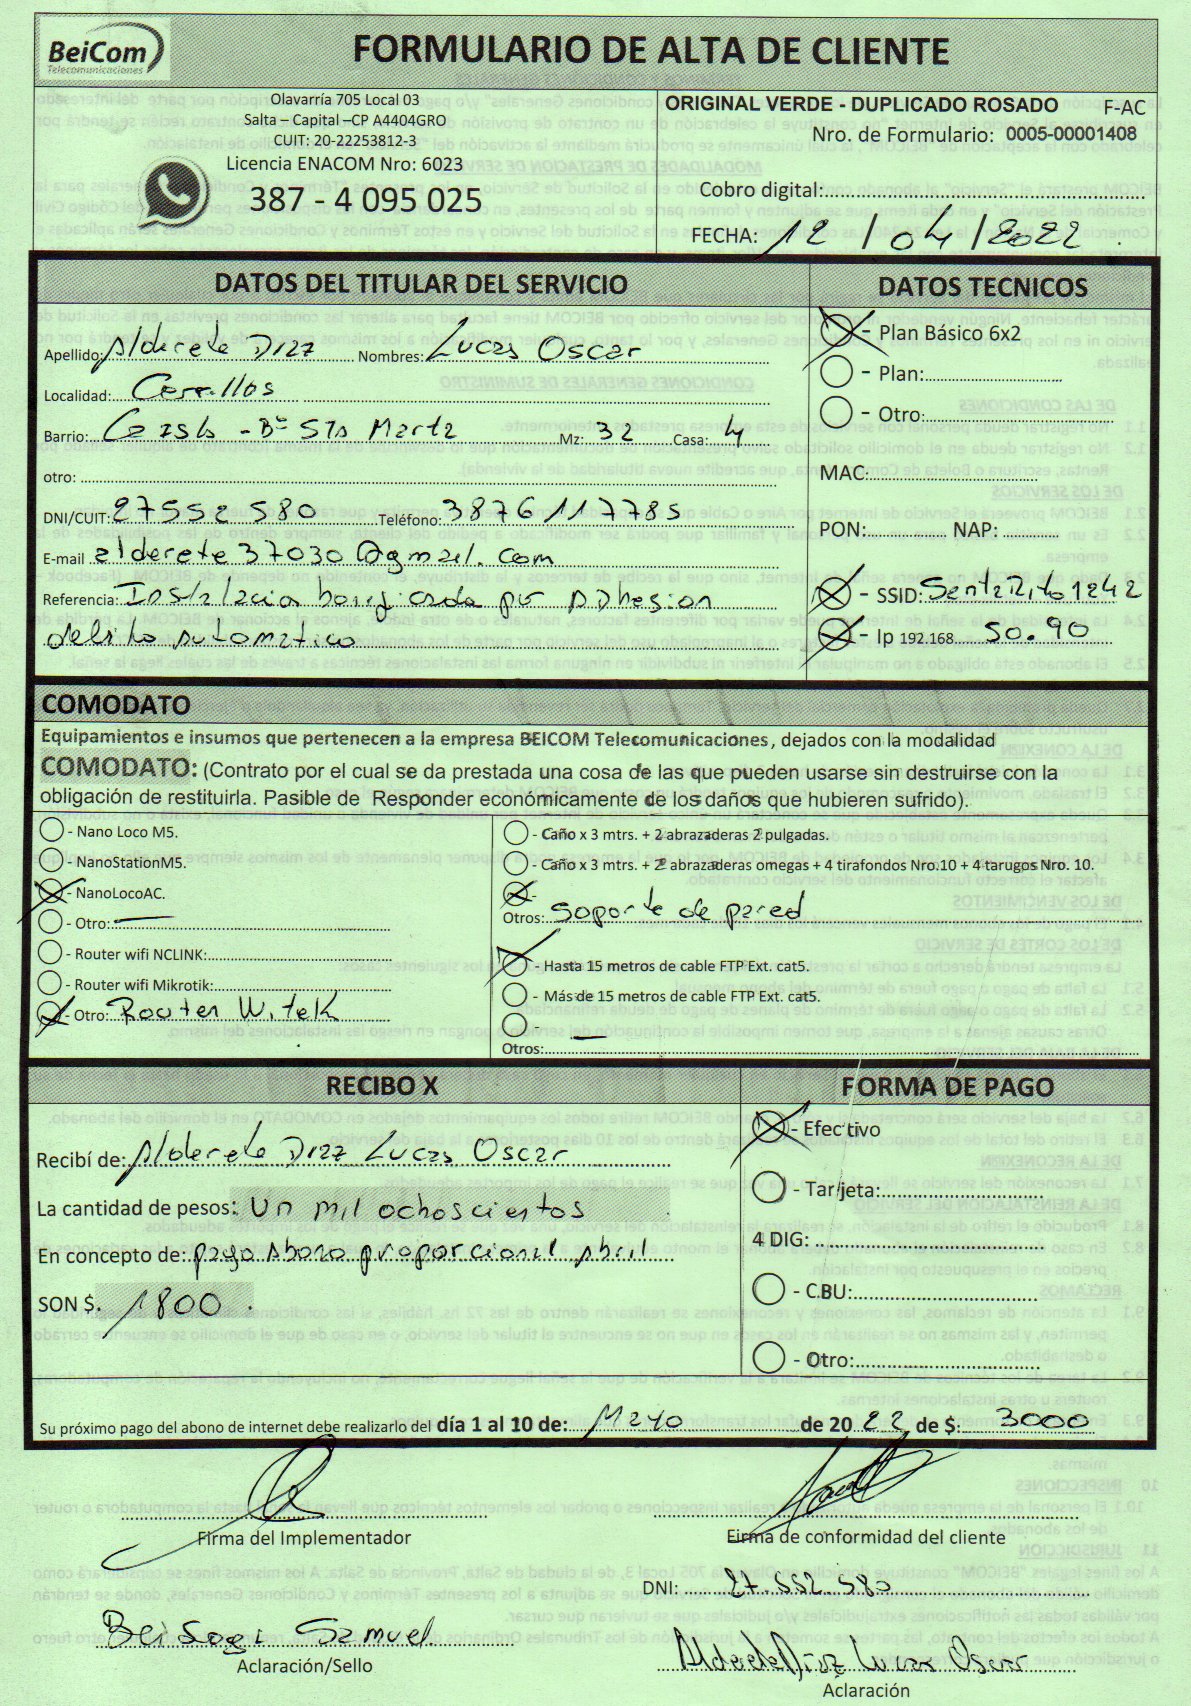 BeiCom
Telecomunicaciones
FORMULARIO DE ALTA DE CLIENTE
Olavarría 705 Local 03
Salta – Capital –CP A4404GRO
CUIT: 20-22253812-3
Licencia ENACOM Nro: 6023
387 - 4 095 025
ORIGINAL VERDE - DUPLICADO ROSADO F-AC
Nro. de Formulario: 0005-00001408
Cobro digital:
FECHA: 12 / 04 / 2022
DATOS DEL TITULAR DEL SERVICIO
Apellido: Alderete Diaz Nombres: Lucas Oscar
Localidad: Cerrillos
Barrio: Bº Sta Marta Mz: 32 Casa: 4
otro:
DNI/CUIT: 27552580 Teléfono: 3876117785
E-mail alderete37030@gmael.com
Referencia: Instalacion bonificada por Adhesion
debito automatico
DATOS TECNICOS
- Plan Básico 6x2
- Plan:
- Otro:
MAC:
PON: NAP:
- SSID: SantaRita1242
- Ip 192.168. 50.90
COMODATO
Equipamientos e insumos que pertenecen a la empresa BEICOM Telecomunicaciones, dejados con la modalidad
COMODATO: (Contrato por el cual se da prestada una cosa de las que pueden usarse sin destruirse con la
obligación de restituirla. Pasible de Responder económicamente de los daños que hubieren sufrido).
- Nano Loco M5.
- NanoStationM5.
- NanoLocoAC.
- Otro:
- Router wifi NCLINK:
- Router wifi Mikrotik:
- Otro: Router Witek
- Caño x 3 mtrs. + 2 abrazaderas 2 pulgadas.
- Caño x 3 mtrs. + 2 abrazaderas omegas + 4 tirafondos Nro.10 + 4 tarugos Nro. 10.
-
Otros: Soporte de pared
- Hasta 15 metros de cable FTP Ext. cat5.
- Más de 15 metros de cable FTP Ext. cat5.
-
Otros:
RECIBO X
Recibí de: Alderete Diaz Lucas Oscar
La cantidad de pesos: Un mil ochoscientos
En concepto de: pago abono proporcional Abril
SON $. 1800.
FORMA DE PAGO
- Efectivo
- Tarjeta:
4 DIG:
- CBU:
- Otro:
Su próximo pago del abono de internet debe realizarlo del día 1 al 10 de: Mayo de 2022 de $: 3000
Firma del Implementador
Firma de conformidad del cliente
DNI: 27.552.580
Samuel
Aclaración/Sello
Alderete Diaz Lucas Oscar
Aclaración